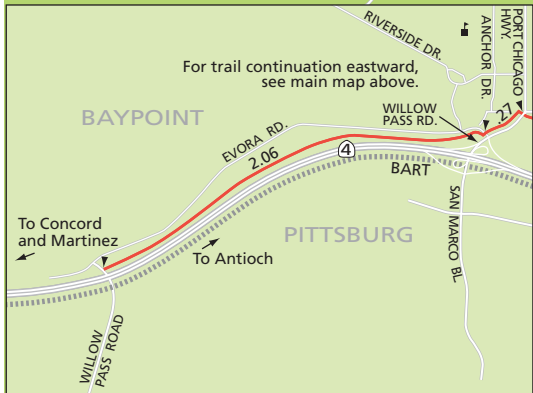 RIVERSIDE DR.
ANCHOR DR.
PORT CHICAGO
HWY.
For trail continuation eastward,
see main map above.
WILLOW
PASS RD.
.27
BAYPOINT
EVORA RD.
2.06
4
BART
SAN MARCO BL
To Concord
and Martinez
PITTSBURG
To Antioch
WILLOW
PASS ROAD